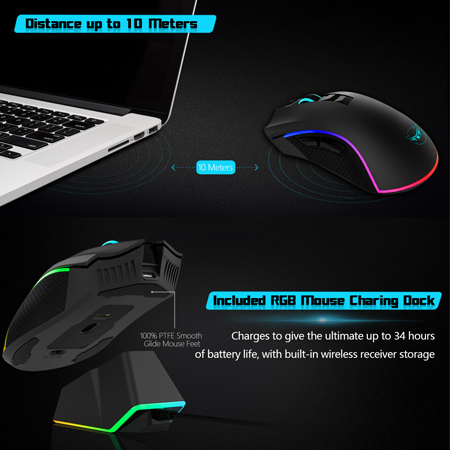 Distance up to 10 Meters
10 Meters
Included RGB Mouse Charing Dock
100% PTFE Smooth
Glide Mouse Feet
Charges to give the ultimate up to 34 hours
of battery life, with built-in wireless receiver storage